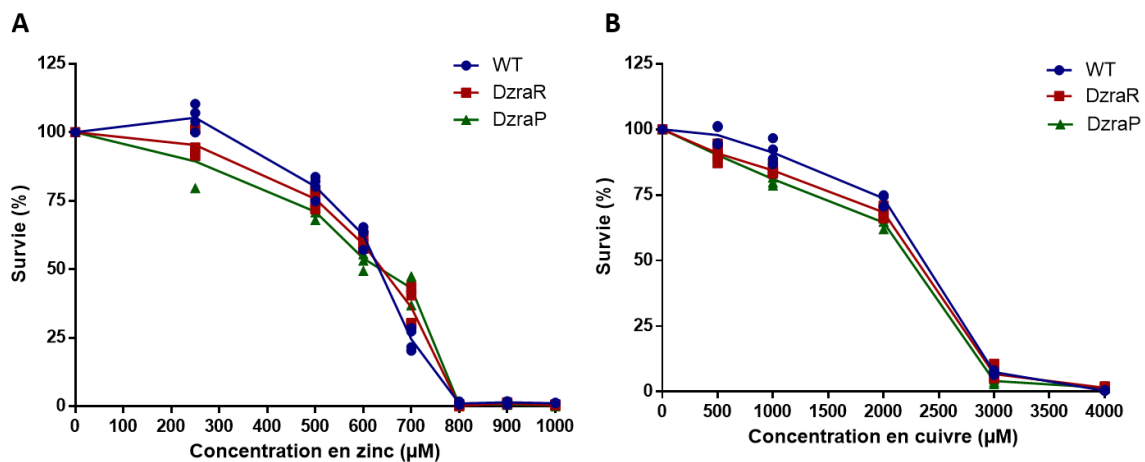 A
WT
DzraR
DzraP
125
100
75
50
25
0
Survie (%)
0 100 200 300 400 500 600 700 800 900 1000
Concentration en zinc (µM)
B
WT
DzraR
DzraP
125
100
75
50
25
0
Survie (%)
0 500 1000 1500 2000 2500 3000 3500 4000
Concentration en cuivre (µM)